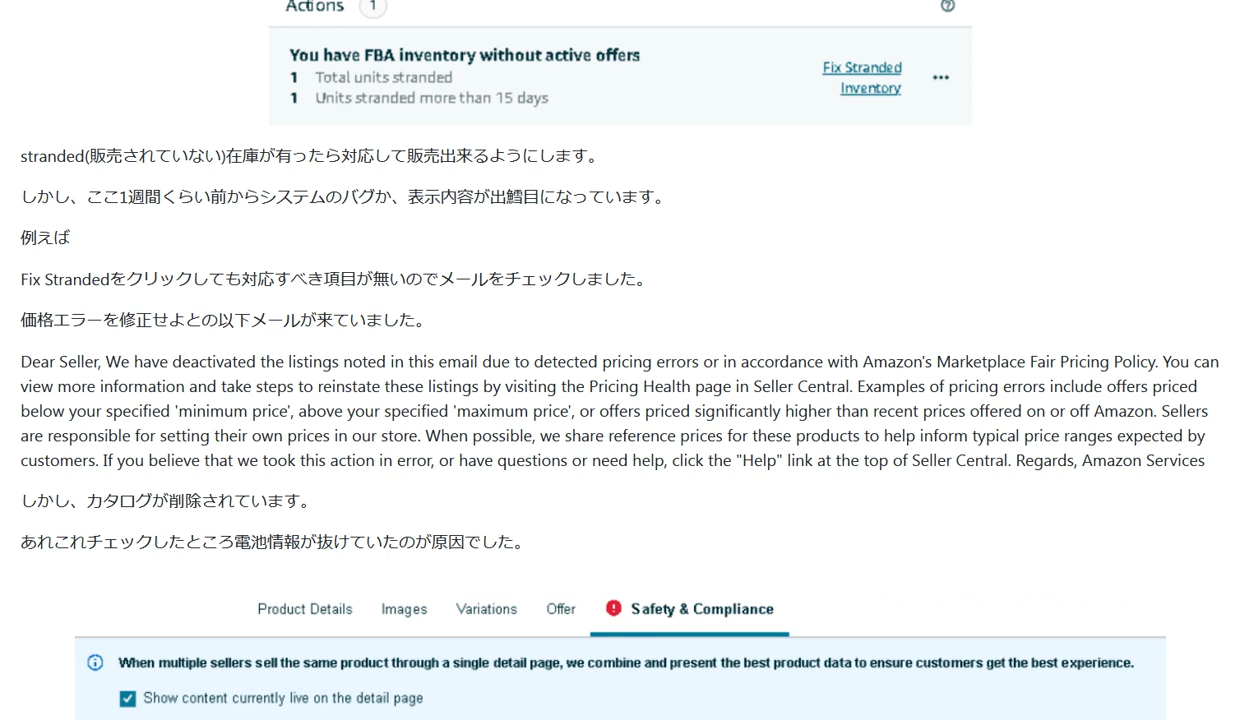 Actions 1
You have FBA inventory without active offers
1 Total units stranded
1 Units stranded more than 15 days
Fix Stranded
Inventory
stranded(販売されていない)在庫が有ったら対応して販売出来るようにします。
しかし、ここ1週間くらい前からシステムのバグか、表示内容が出鱈目になっています。
例えば
Fix Strandedをクリックしても対応すべき項目が無いのでメールをチェックしました。
価格エラーを修正せよとの以下メールが来ていました。
Dear Seller, We have deactivated the listings noted in this email due to detected pricing errors or in accordance with Amazon's Marketplace Fair Pricing Policy. You can
view more information and take steps to reinstate these listings by visiting the Pricing Health page in Seller Central. Examples of pricing errors include offers priced
below your specified 'minimum price', above your specified 'maximum price', or offers priced significantly higher than recent prices offered on or off Amazon. Sellers
are responsible for setting their own prices in our store. When possible, we share reference prices for these products to help inform typical price ranges expected by
customers. If you believe that we took this action in error, or have questions or need help, click the "Help" link at the top of Seller Central. Regards, Amazon Services
しかし、カタログが削除されています。
あれこれチェックしたところ電池情報が抜けていたのが原因でした。
Product Details Images Variations Offer Safety & Compliance
When multiple sellers sell the same product through a single detail page, we combine and present the best product data to ensure customers get the best experience.
Show content currently live on the detail page